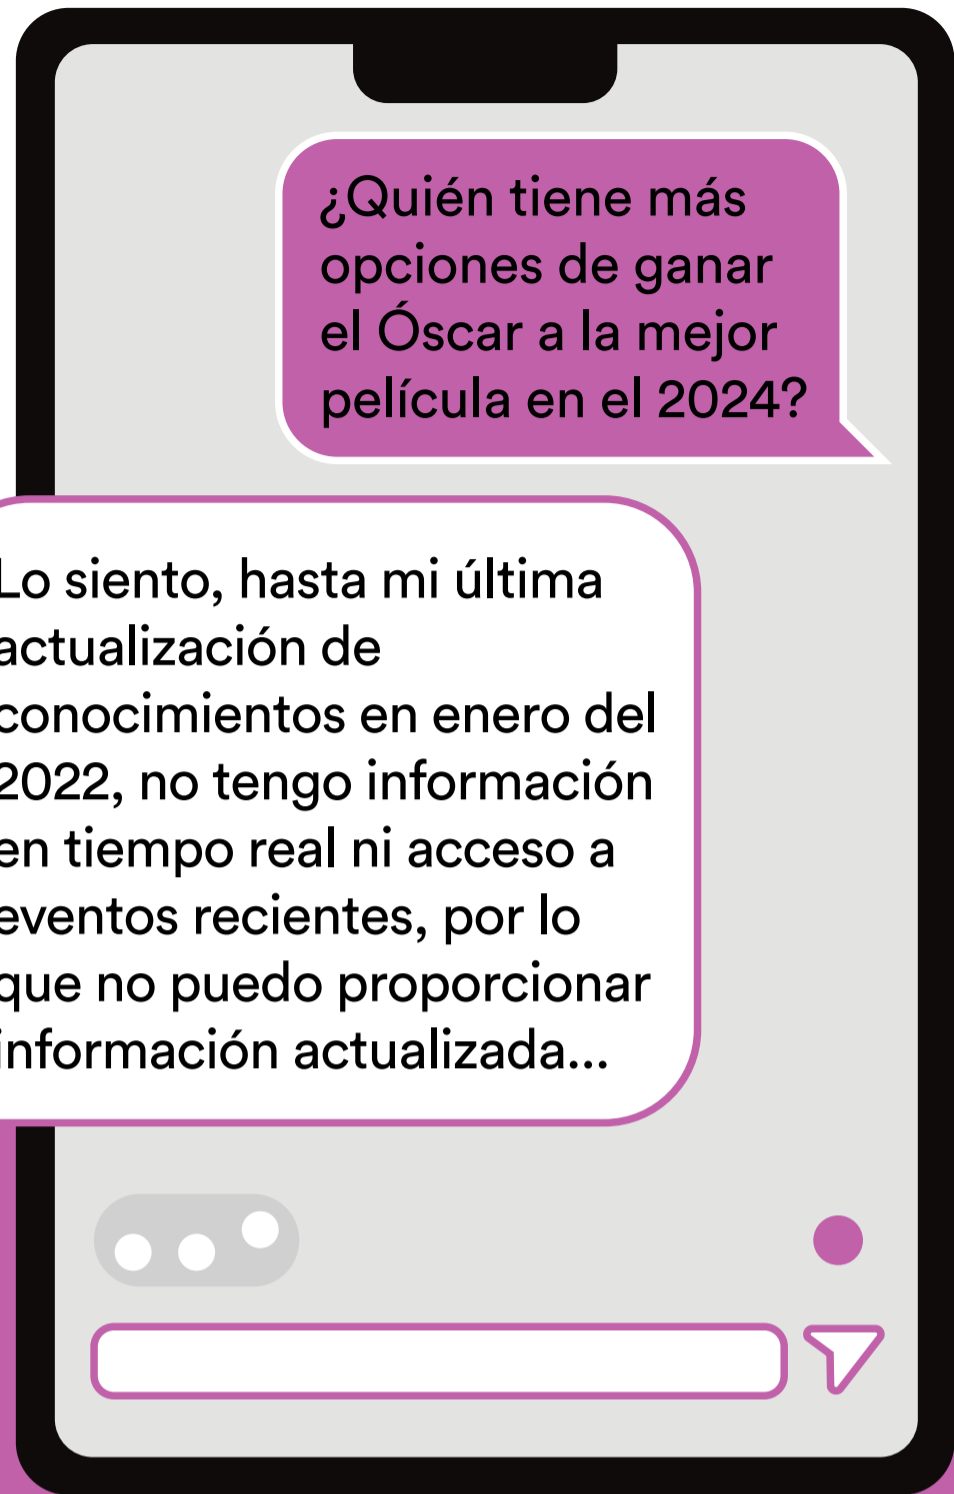 ¿Quién tiene más
opciones de ganar
el Óscar a la mejor
película en el 2024?
Lo siento, hasta mi última
actualización de
conocimientos en enero del
2022, no tengo información
en tiempo real ni acceso a
eventos recientes, por lo
que no puedo proporcionar
información actualizada...